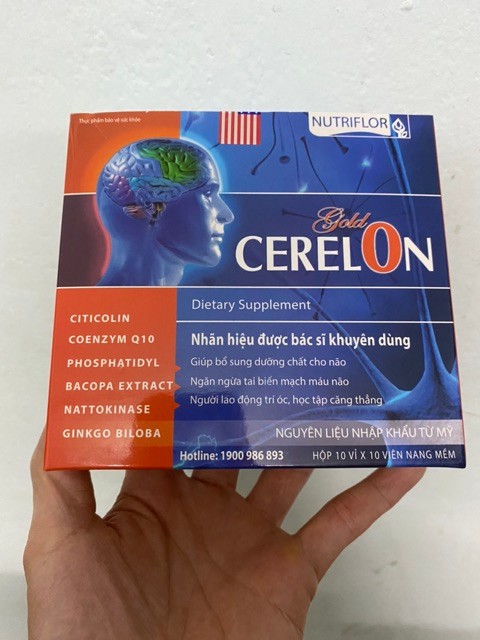 Thực phẩm bảo vệ sức khỏe
NUTRIFLOR
Gold
CERELON
Dietary Supplement
CITICOLIN
COENZYM Q10
PHOSPHATIDYL
BACOPA EXTRACT
NATTOKINASE
GINKGO BILOBA
Nhãn hiệu được bác sĩ khuyên dùng
Giúp bổ sung dưỡng chất cho não
Ngăn ngừa tai biến mạch máu não
Người lao động trí óc, học tập căng thẳng
NGUYÊN LIỆU NHẬP KHẨU TỪ MỸ
Hotline: 1900 986 893
HỘP 10 VỈ X 10 VIÊN NANG MỀM